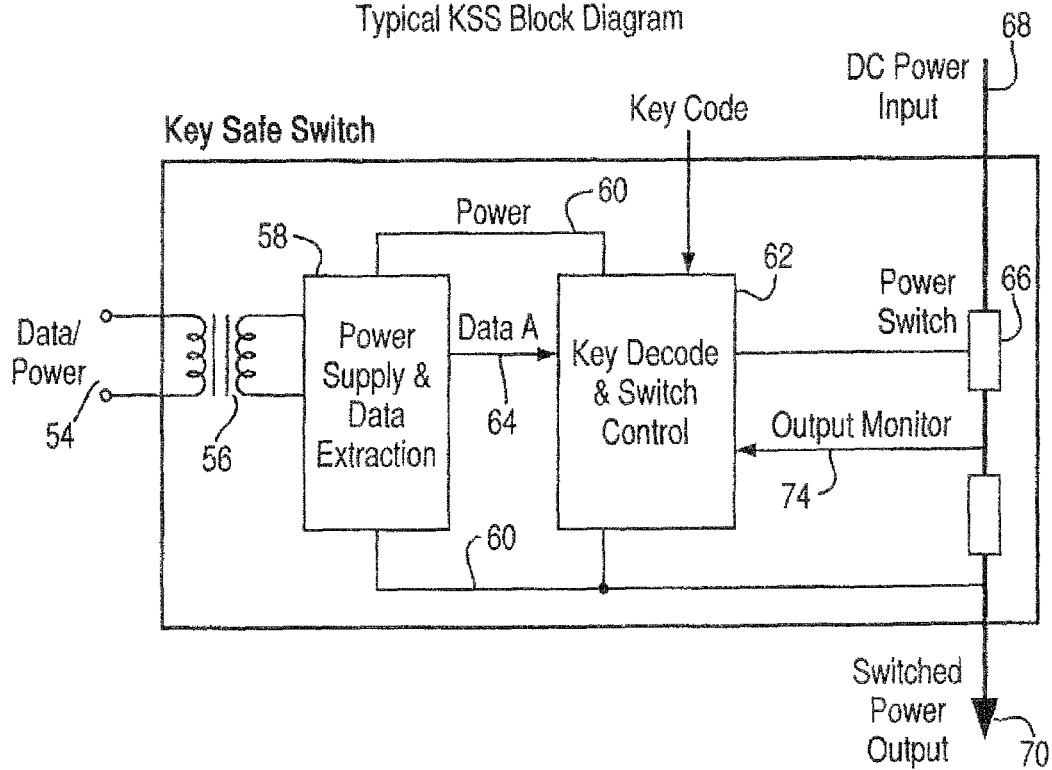 Typical KSS Block Diagram
68
DC Power
Input
Key Code
Key Safe Switch
60
Power
58
62
Power
Switch
66
Data/
Power
54
56
Power
Supply &
Data
Extraction
Data A
64
Key Decode
& Switch
Control
Output Monitor
74
60
Switched
Power
Output
70